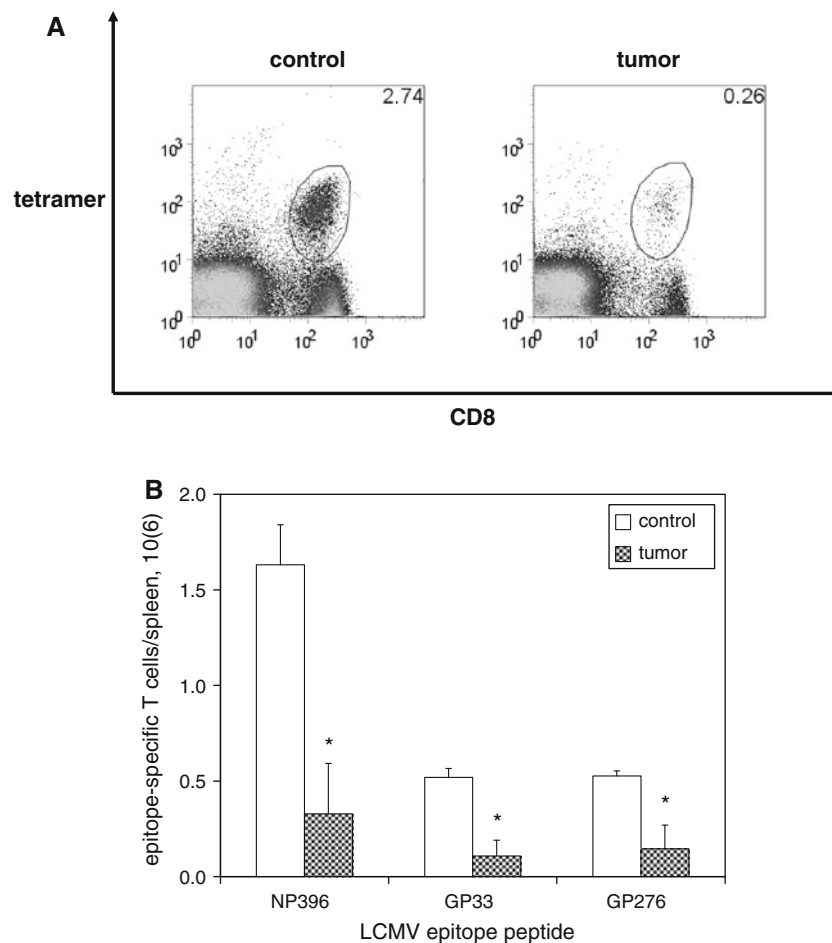 A
control
tumor
2.74
0.26
tetramer
10³
10²
10¹
10⁰
10⁰ 10¹ 10² 10³
10³
10²
10¹
10⁰
10⁰ 10¹ 10² 10³
CD8
B
epitope-specific T cells/spleen, 10(6)
2.0
1.5
1.0
0.5
0.0
control
tumor
*
*
*
NP396 GP33 GP276
LCMV epitope peptide